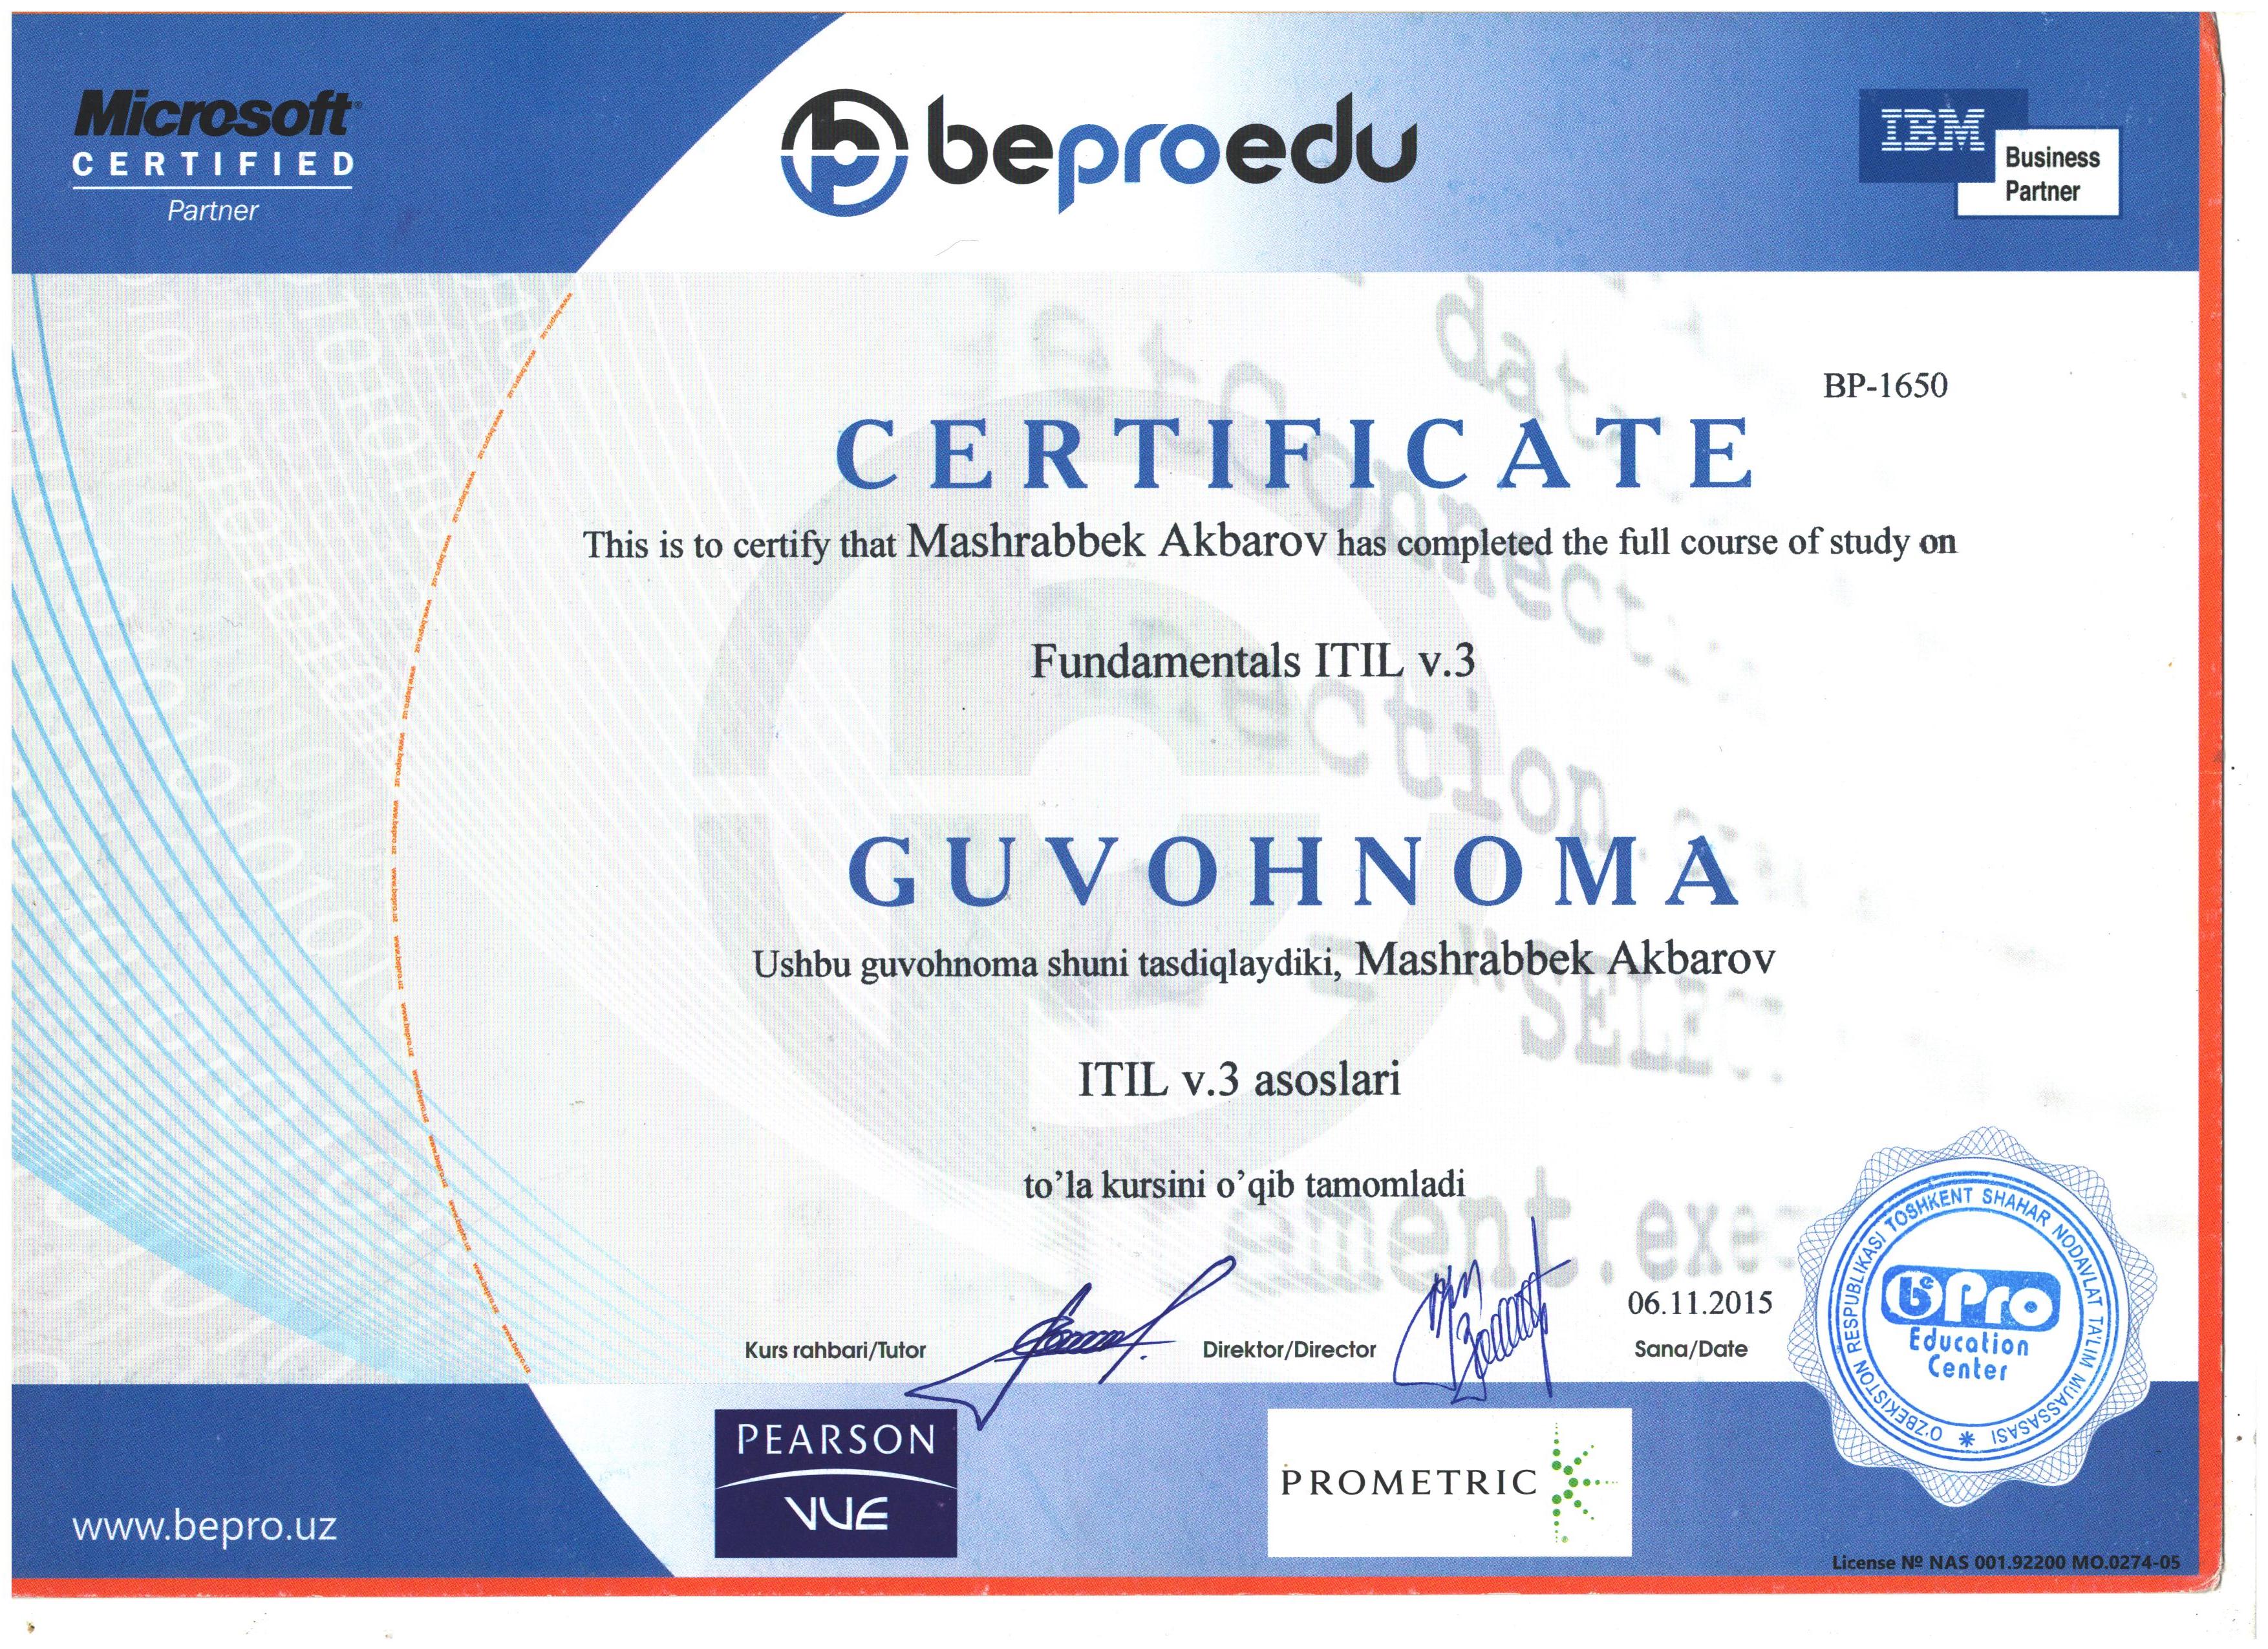 Microsoft®
CERTIFIED
Partner
beproedu
IBM
Business
Partner
BP-1650
CERTIFICATE
This is to certify that Mashrabbek Akbarov has completed the full course of study on
Fundamentals ITIL v.3
GUVOHNOMA
Ushbu guvohnoma shuni tasdiqlaydiki, Mashrabbek Akbarov
ITIL v.3 asoslari
to’la kursini o’qib tamomladi
06.11.2015
Kurs rahbari/Tutor
Direktor/Director
Sana/Date
O‘ZBEKISTON RESPUBLIKASI TOSHKENT SHAHAR NODAVLAT TA‘LIM MUASSASASI
bePro
Education
Center
PEARSON
VUE
PROMETRIC
www.bepro.uz
License № NAS 001.92200 MO.0274-05